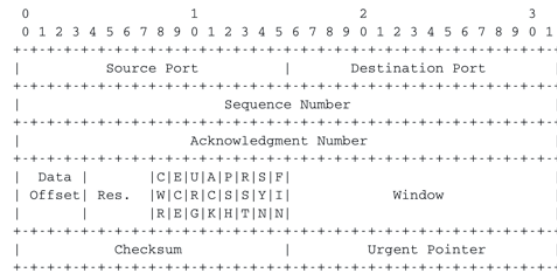 0                   1                   2                   3
0 1 2 3 4 5 6 7 8 9 0 1 2 3 4 5 6 7 8 9 0 1 2 3 4 5 6 7 8 9 0 1
+-+-+-+-+-+-+-+-+-+-+-+-+-+-+-+-+-+-+-+-+-+-+-+-+-+-+-+-+-+-+-+-
|          Source Port          |       Destination Port        |
+-+-+-+-+-+-+-+-+-+-+-+-+-+-+-+-+-+-+-+-+-+-+-+-+-+-+-+-+-+-+-+-
|                        Sequence Number                        |
+-+-+-+-+-+-+-+-+-+-+-+-+-+-+-+-+-+-+-+-+-+-+-+-+-+-+-+-+-+-+-+-
|                    Acknowledgment Number                      |
+-+-+-+-+-+-+-+-+-+-+-+-+-+-+-+-+-+-+-+-+-+-+-+-+-+-+-+-+-+-+-+-
|  Data |       |C|E|U|A|P|R|S|F|                               |
| Offset| Res.  |W|C|R|C|S|S|Y|I|            Window             |
|       |       |R|E|G|K|H|T|N|N|                               |
+-+-+-+-+-+-+-+-+-+-+-+-+-+-+-+-+-+-+-+-+-+-+-+-+-+-+-+-+-+-+-+-
|           Checksum            |         Urgent Pointer        |
+-+-+-+-+-+-+-+-+-+-+-+-+-+-+-+-+-+-+-+-+-+-+-+-+-+-+-+-+-+-+-+-